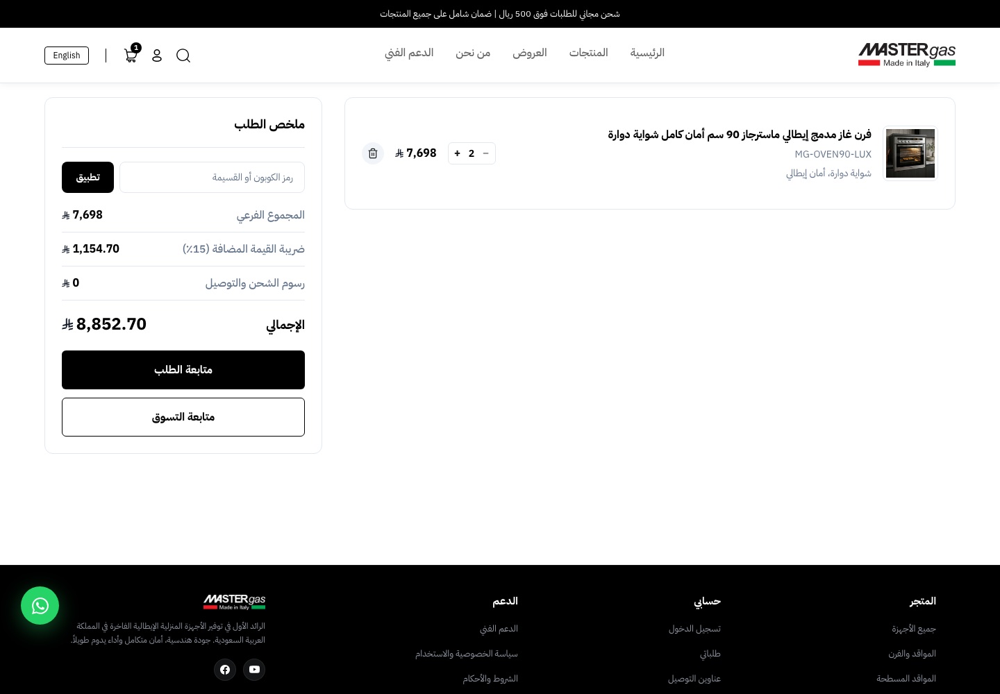 شحن مجاني للطلبات فوق 500 ريال | ضمان شامل على جميع المنتجات
MASTERgas
Made in Italy
الرئيسية
المنتجات
العروض
من نحن
الدعم الفني
1
English
فرن غاز مدمج إيطالي ماسترجاز 90 سم أمان كامل شواية دوارة
MG-OVEN90-LUX
شواية دوارة، أمان إيطالي
− 2 +
7,698
ملخص الطلب
رمز الكوبون أو القسيمة
تطبيق
المجموع الفرعي
7,698
ضريبة القيمة المضافة (15٪)
1,154.70
رسوم الشحن والتوصيل
0
الإجمالي
8,852.70
متابعة الطلب
متابعة التسوق
المتجر
جميع الأجهزة
المواقد والفرن
المواقد المسطحة
حسابي
تسجيل الدخول
طلباتي
عناوين التوصيل
الدعم
الدعم الفني
سياسة الخصوصية والاستخدام
الشروط والأحكام
MASTERgas
Made in Italy
الرائد الأول في توفير الأجهزة المنزلية الإيطالية الفاخرة في المملكة
العربية السعودية. جودة هندسية، أمان متكامل وأداء يدوم طويلاً.